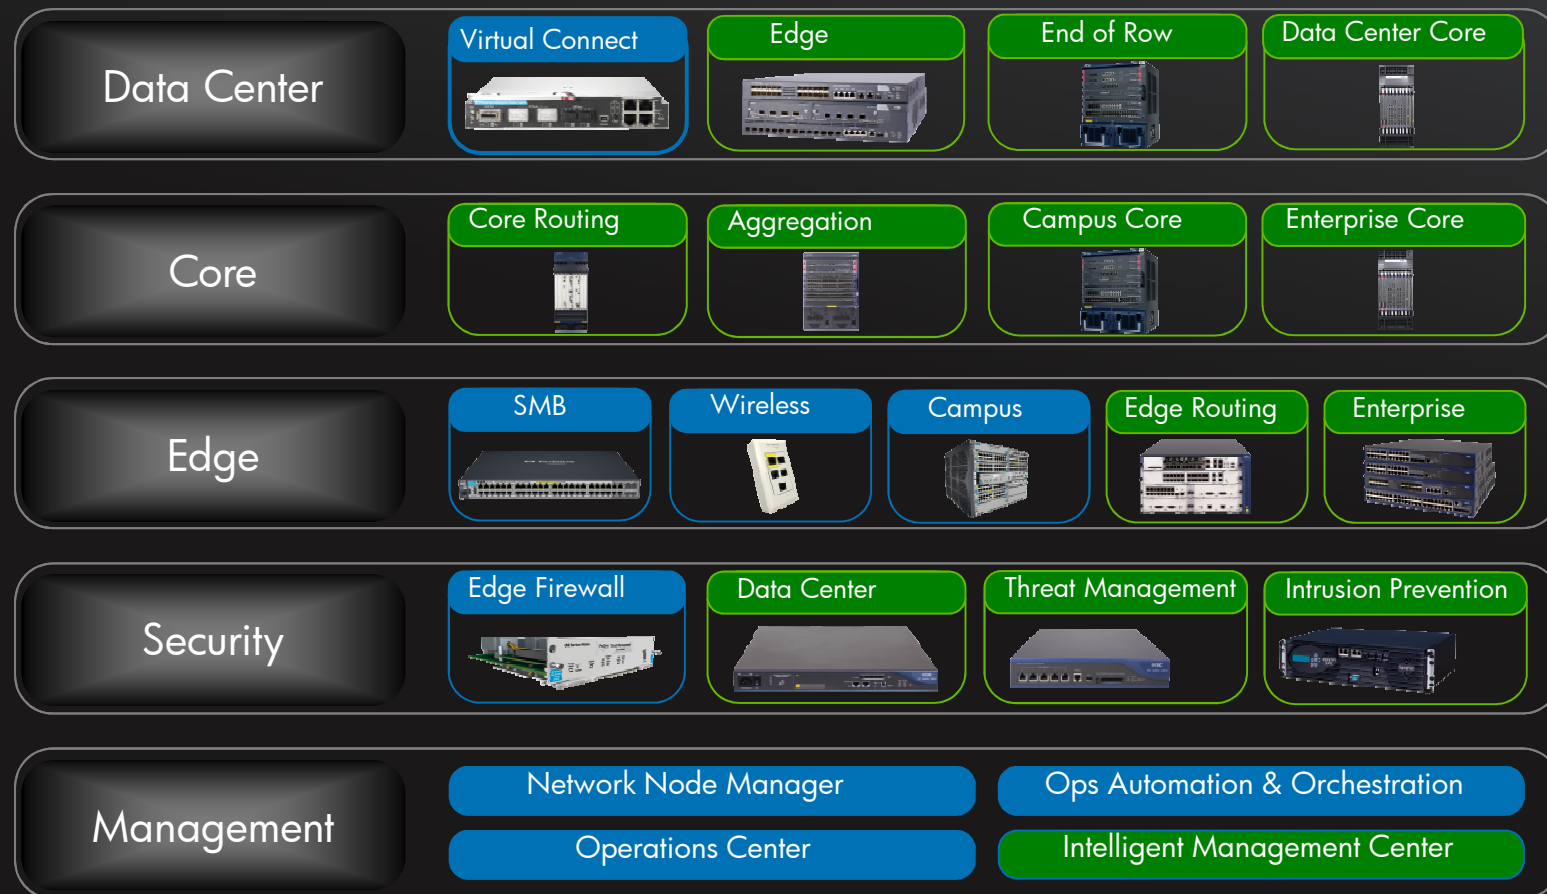 Data Center
Virtual Connect
Edge
End of Row
Data Center Core
Core
Core Routing
Aggregation
Campus Core
Enterprise Core
Edge
SMB
Wireless
Campus
Edge Routing
Enterprise
Security
Edge Firewall
Data Center
Threat Management
Intrusion Prevention
Management
Network Node Manager
Ops Automation & Orchestration
Operations Center
Intelligent Management Center